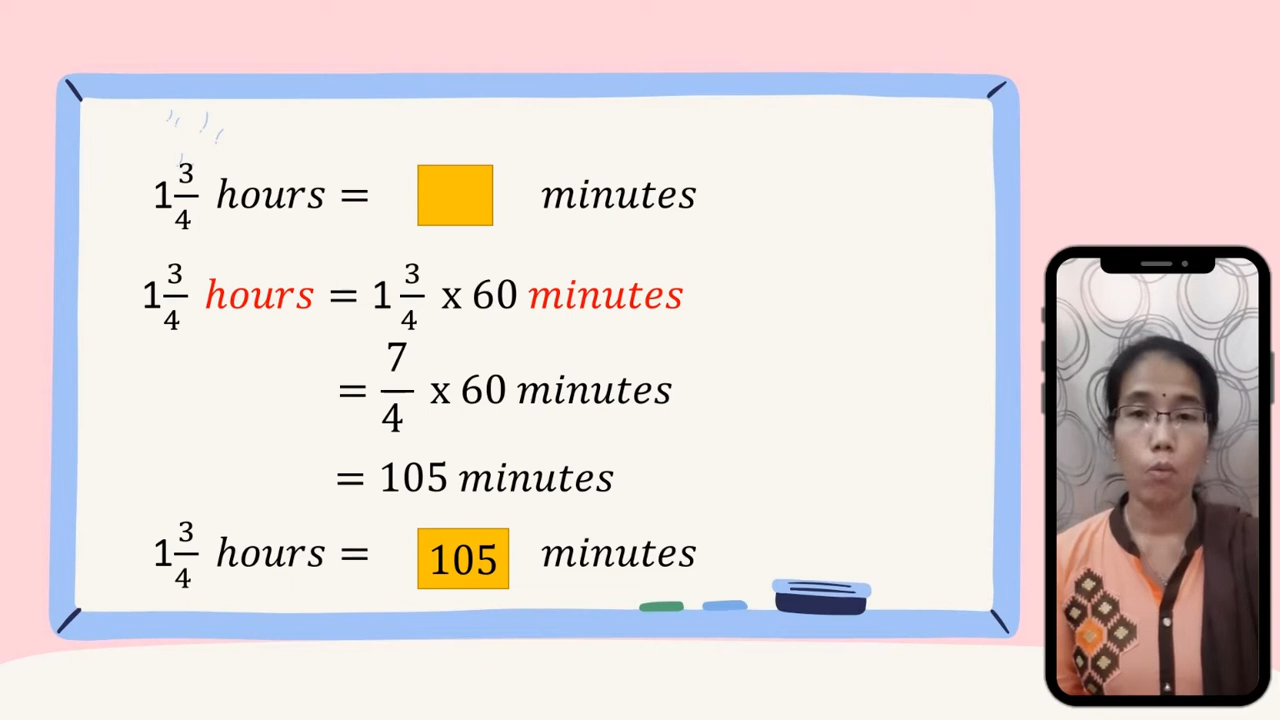 1 3/4 hours = minutes
1 3/4 hours = 1 3/4 x 60 minutes
= 7/4 x 60 minutes
= 105 minutes
1 3/4 hours = 105 minutes